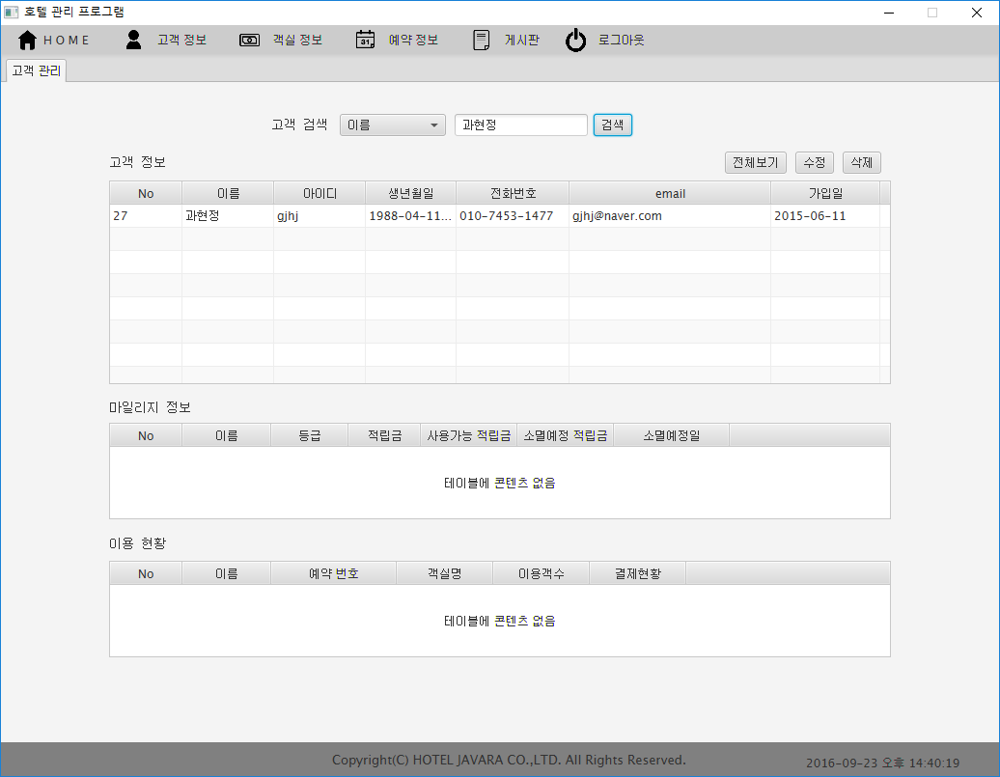 호텔 관리 프로그램
HOME 고객 정보 객실 정보 예약 정보 게시판 로그아웃
고객 관리
고객 검색 이름 과현정 검색
고객 정보 전체보기 수정 삭제
No 이름 아이디 생년월일 전화번호 email 가입일
27 과현정 gjhj 1988-04-11... 010-7453-1477 gjhj@naver.com 2015-06-11
마일리지 정보
No 이름 등급 적립금 사용가능 적립금 소멸예정 적립금 소멸예정일
테이블에 콘텐츠 없음
이용 현황
No 이름 예약 번호 객실명 이용객수 결제현황
테이블에 콘텐츠 없음
Copyright(C) HOTEL JAVARA CO.,LTD. All Rights Reserved. 2016-09-23 오후 14:40:19